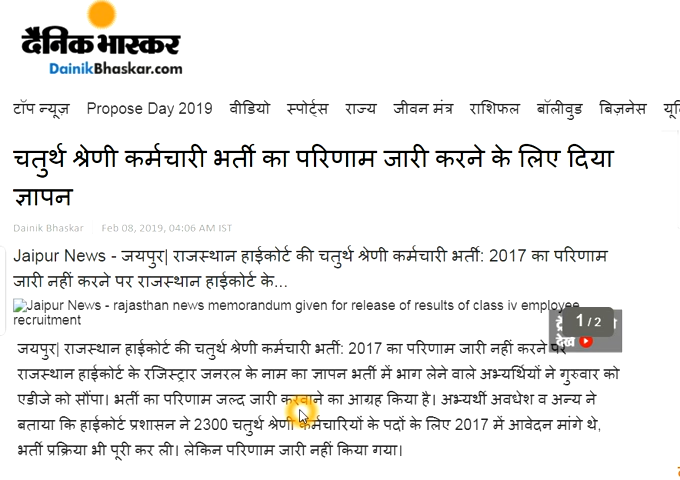 दैनिक भास्कर
DainikBhaskar.com
टॉप न्यूज़ Propose Day 2019 वीडियो स्पोर्ट्स राज्य जीवन मंत्र राशिफल बॉलीवुड बिज़नेस
चतुर्थ श्रेणी कर्मचारी भर्ती का परिणाम जारी करने के लिए दिया
ज्ञापन
Dainik Bhaskar Feb 08, 2019, 04:06 AM IST
Jaipur News - जयपुर| राजस्थान हाईकोर्ट की चतुर्थ श्रेणी कर्मचारी भर्ती: 2017 का परिणाम
जारी नहीं करने पर राजस्थान हाईकोर्ट के...
Jaipur News - rajasthan news memorandum given for release of results of class iv employee
recruitment
1 / 2
देखें
जयपुर| राजस्थान हाईकोर्ट की चतुर्थ श्रेणी कर्मचारी भर्ती: 2017 का परिणाम जारी नहीं करने पर
राजस्थान हाईकोर्ट के रजिस्ट्रार जनरल के नाम का ज्ञापन भर्ती में भाग लेने वाले अभ्यर्थियों ने गुरुवार को
एडीजे को सौंपा। भर्ती का परिणाम जल्द जारी करवाने का आग्रह किया है। अभ्यर्थी अवधेश व अन्य ने
बताया कि हाईकोर्ट प्रशासन ने 2300 चतुर्थ श्रेणी कर्मचारियों के पदों के लिए 2017 में आवेदन मांगे थे,
भर्ती प्रक्रिया भी पूरी कर ली। लेकिन परिणाम जारी नहीं किया गया।